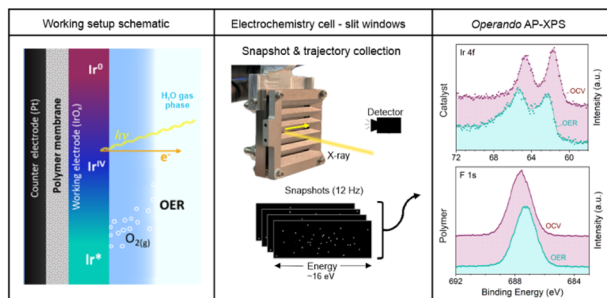 Working setup schematic
Counter electrode (Pt)
Polymer membrane
Working electrode (IrOx)
Ir⁰
Irᴵⱽ
Ir*
hν
H₂O gas
phase
e⁻
OER
O₂(g)
Electrochemistry cell - slit windows
Snapshot & trajectory collection
Detector
X-ray
Snapshots (12 Hz)
Energy
~16 eV
Operando AP-XPS
Catalyst
Ir 4f
OCV
OER
Intensity (a.u.)
72 68 64 60
Polymer
F 1s
OCV
OER
Intensity (a.u.)
692 688 684
Binding Energy (eV)